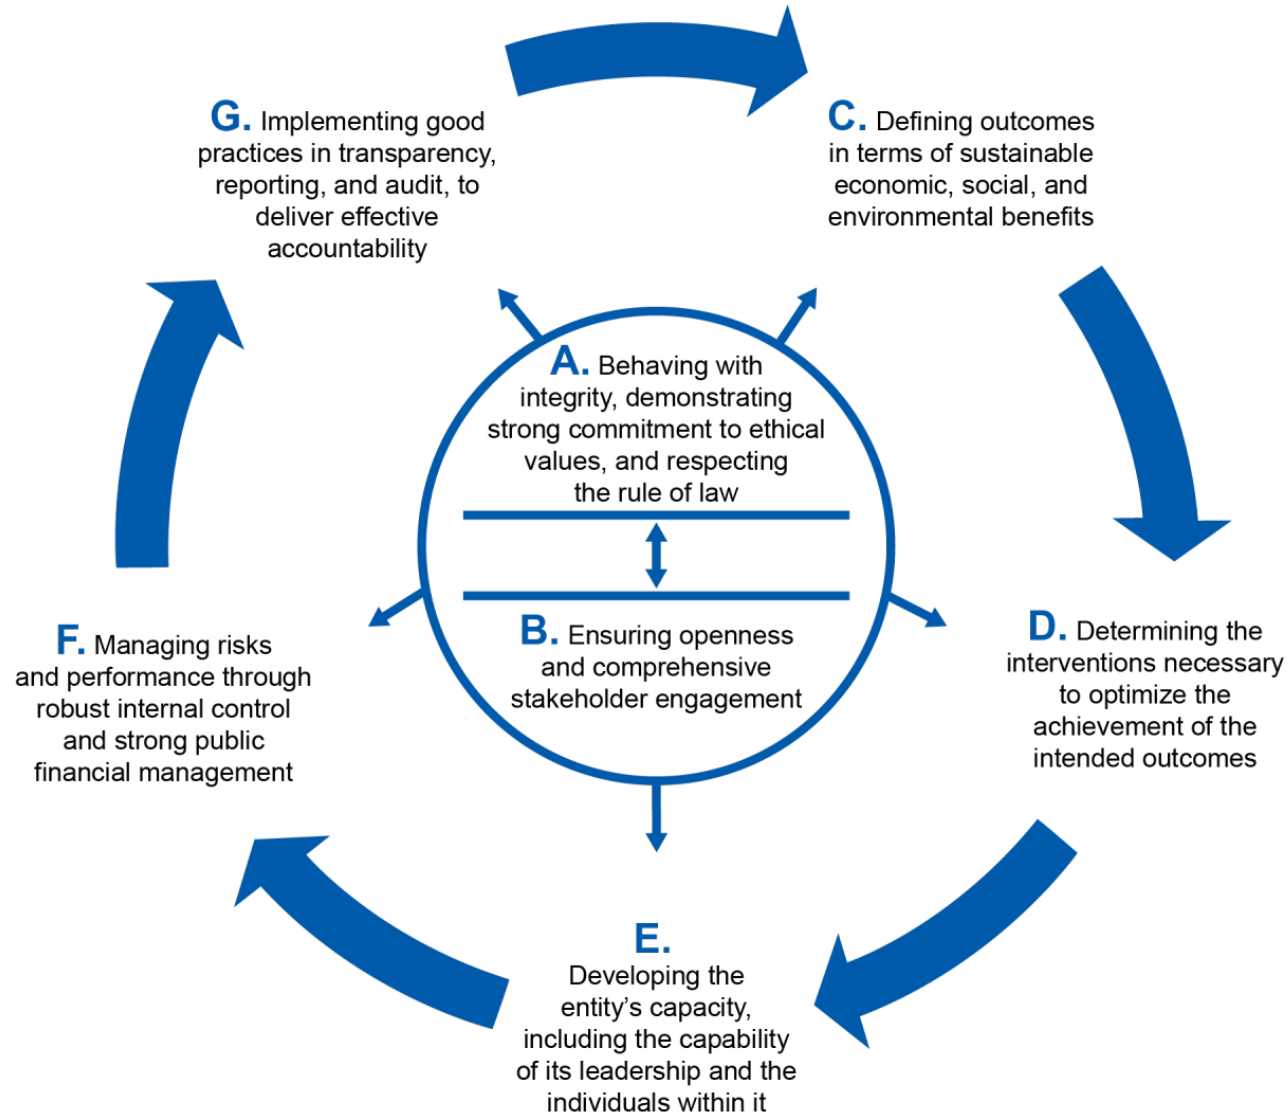 G. Implementing good
practices in transparency,
reporting, and audit, to
deliver effective
accountability
C. Defining outcomes
in terms of sustainable
economic, social, and
environmental benefits
A. Behaving with
integrity, demonstrating
strong commitment to ethical
values, and respecting
the rule of law
B. Ensuring openness
and comprehensive
stakeholder engagement
D. Determining the
interventions necessary
to optimize the
achievement of the
intended outcomes
E.
Developing the
entity’s capacity,
including the capability
of its leadership and the
individuals within it
F. Managing risks
and performance through
robust internal control
and strong public
financial management